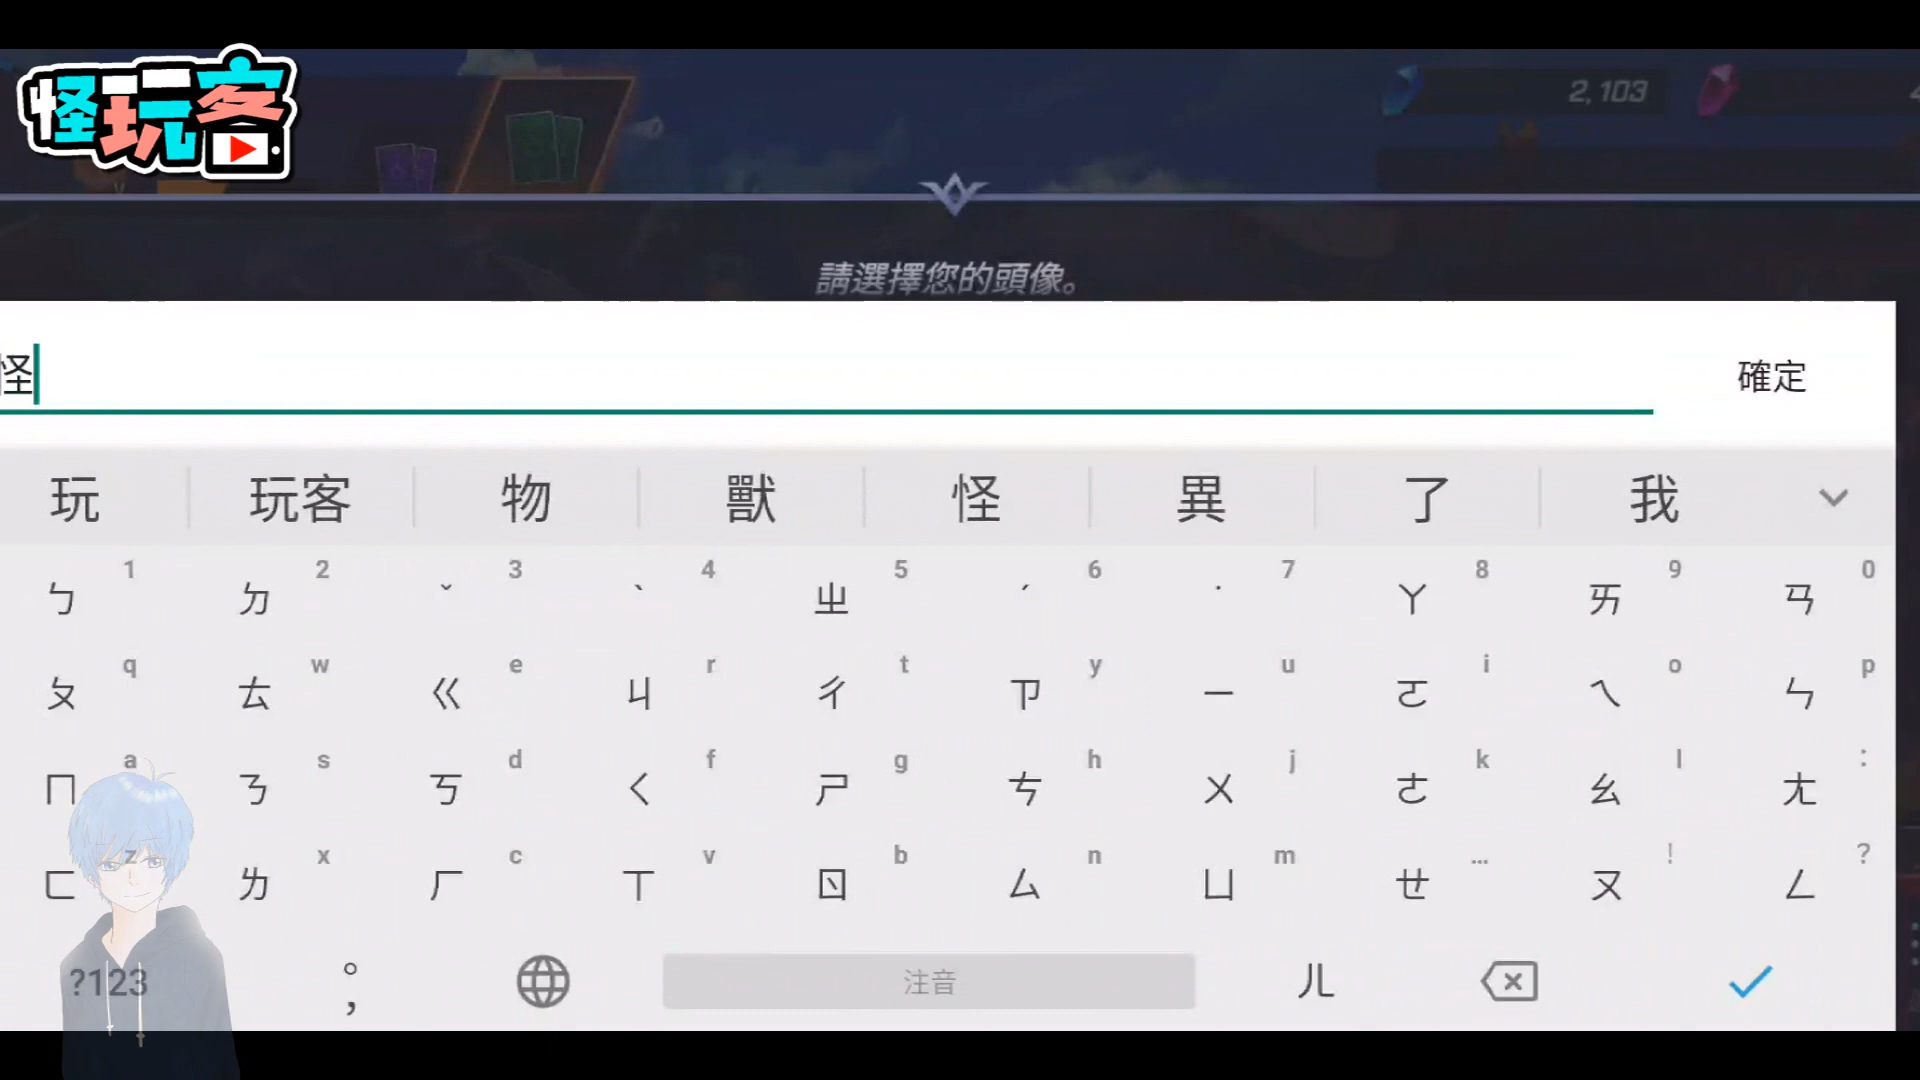 怪玩客
2,103
請選擇您的頭像。
怪
確定
玩 玩客 物 獸 怪 異 了 我
1 2 3 4 5 6 7 8 9 0
ㄅ ㄉ ˇ ˋ ㄓ ˊ ˙ ㄚ ㄞ ㄢ
q w e r t y u i o p
ㄆ ㄊ ㄍ ㄐ ㄔ ㄗ ㄧ ㄛ ㄟ ㄣ
a s d f g h j k l :
ㄇ ㄋ ㄎ ㄑ ㄕ ㄘ ㄨ ㄜ ㄠ ㄤ
z x c v b n m … ! ?
ㄈ ㄌ ㄏ ㄒ ㄖ ㄙ ㄩ ㄝ ㄡ ㄥ
?123 。, 注音 ㄦ